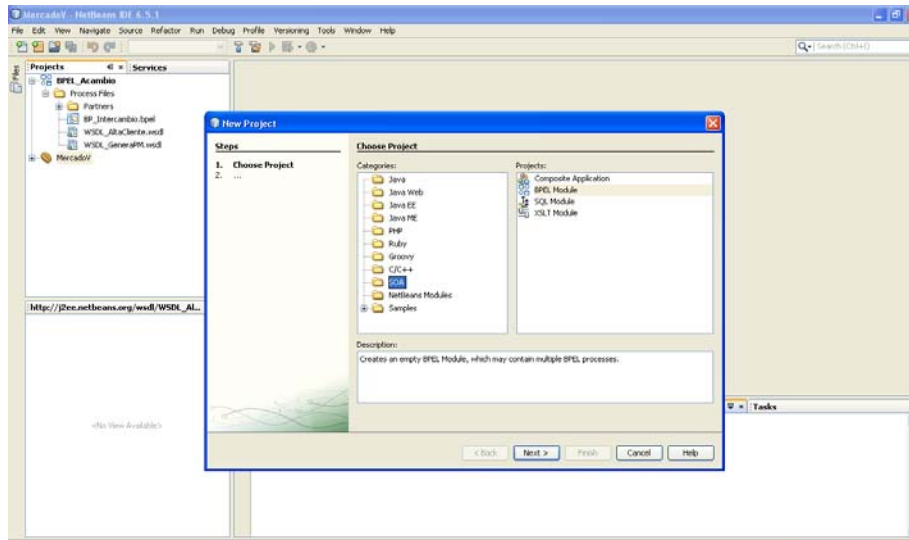 MercadoV - NetBeans IDE 6.5.1
File Edit View Navigate Source Refactor Run Debug Profile Versioning Tools Window Help
Search (Ctrl+I)
Files
Projects
Services
BPEL_Acambio
Process Files
Partners
BP_Intercambio.bpel
WSDL_AltaCliente.wsdl
WSDL_GeneraPM.wsdl
MercadoV
http://j2ee.netbeans.org/wsdl/WSDL_Al...
<No View Available>
New Project
Steps
1. Choose Project
2. ...
Choose Project
Categories:
Java
Java Web
Java EE
Java ME
PHP
Ruby
Groovy
C/C++
SOA
NetBeans Modules
Samples
Projects:
Composite Application
BPEL Module
SQL Module
XSLT Module
Description:
Creates an empty BPEL Module, which may contain multiple BPEL processes.
< Back Next > Finish Cancel Help
Tasks